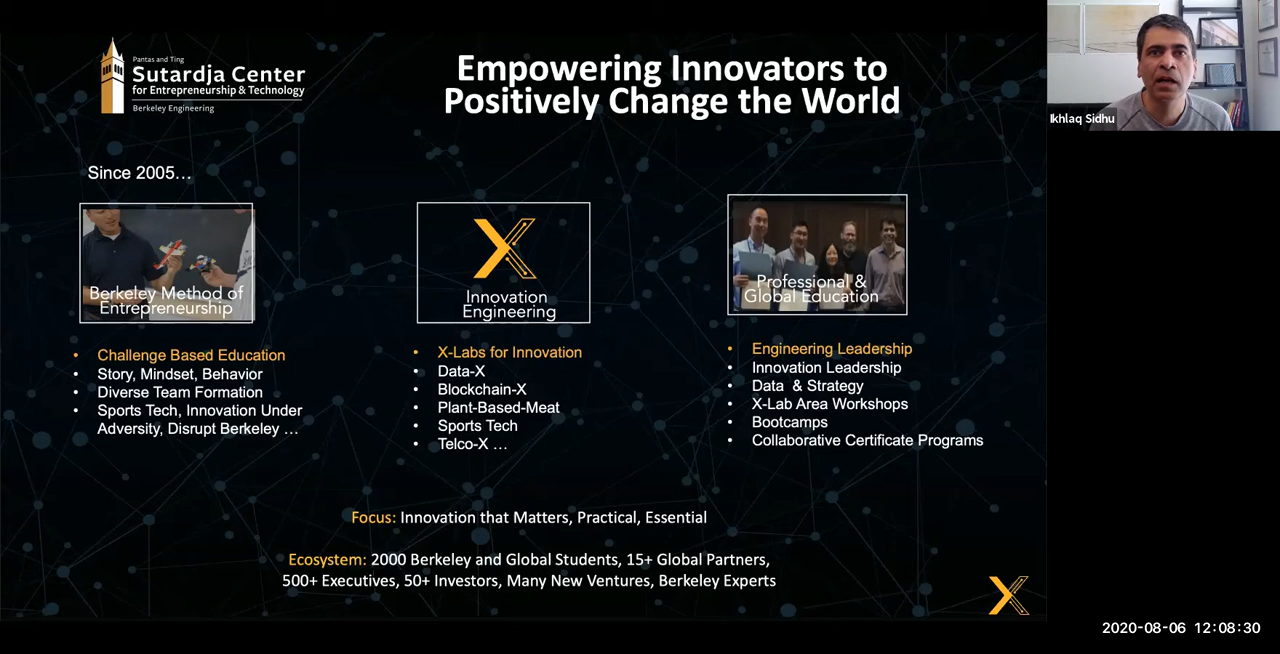 Pantas and Ting
Sutardja Center
for Entrepreneurship & Technology
Berkeley Engineering
Empowering Innovators to
Positively Change the World
Ikhlaq Sidhu
Since 2005…
Berkeley Method of
Entrepreneurship
• Challenge Based Education
• Story, Mindset, Behavior
• Diverse Team Formation
• Sports Tech, Innovation Under
Adversity, Disrupt Berkeley …
X
Innovation
Engineering
• X-Labs for Innovation
• Data-X
• Blockchain-X
• Plant-Based-Meat
• Sports Tech
• Telco-X …
Professional &
Global Education
• Engineering Leadership
• Innovation Leadership
• Data & Strategy
• X-Lab Area Workshops
• Bootcamps
• Collaborative Certificate Programs
Focus: Innovation that Matters, Practical, Essential
Ecosystem: 2000 Berkeley and Global Students, 15+ Global Partners,
500+ Executives, 50+ Investors, Many New Ventures, Berkeley Experts
X
2020-08-06 12:08:30